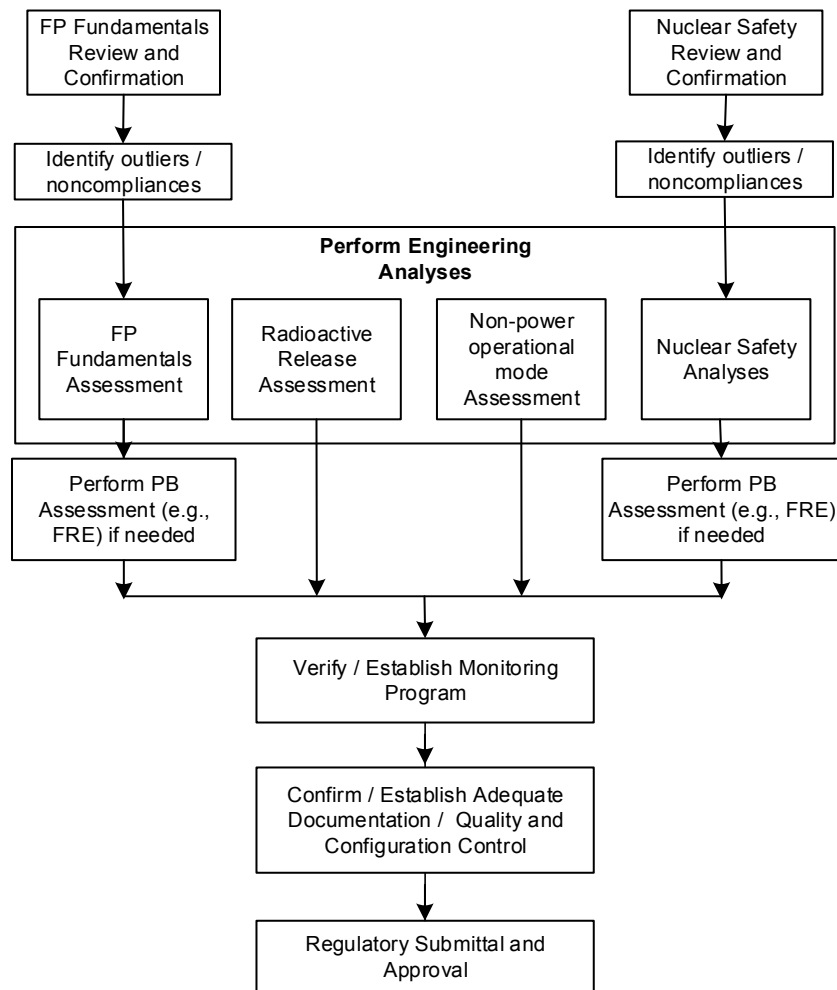 FP Fundamentals
Review and
Confirmation
Nuclear Safety
Review and
Confirmation
Identify outliers /
noncompliances
Identify outliers /
noncompliances
Perform Engineering
Analyses
FP
Fundamentals
Assessment
Radioactive
Release
Assessment
Non-power
operational
mode
Assessment
Nuclear Safety
Analyses
Perform PB
Assessment (e.g.,
FRE) if needed
Perform PB
Assessment (e.g., FRE)
if needed
Verify / Establish Monitoring
Program
Confirm / Establish Adequate
Documentation / Quality and
Configuration Control
Regulatory Submittal and
Approval